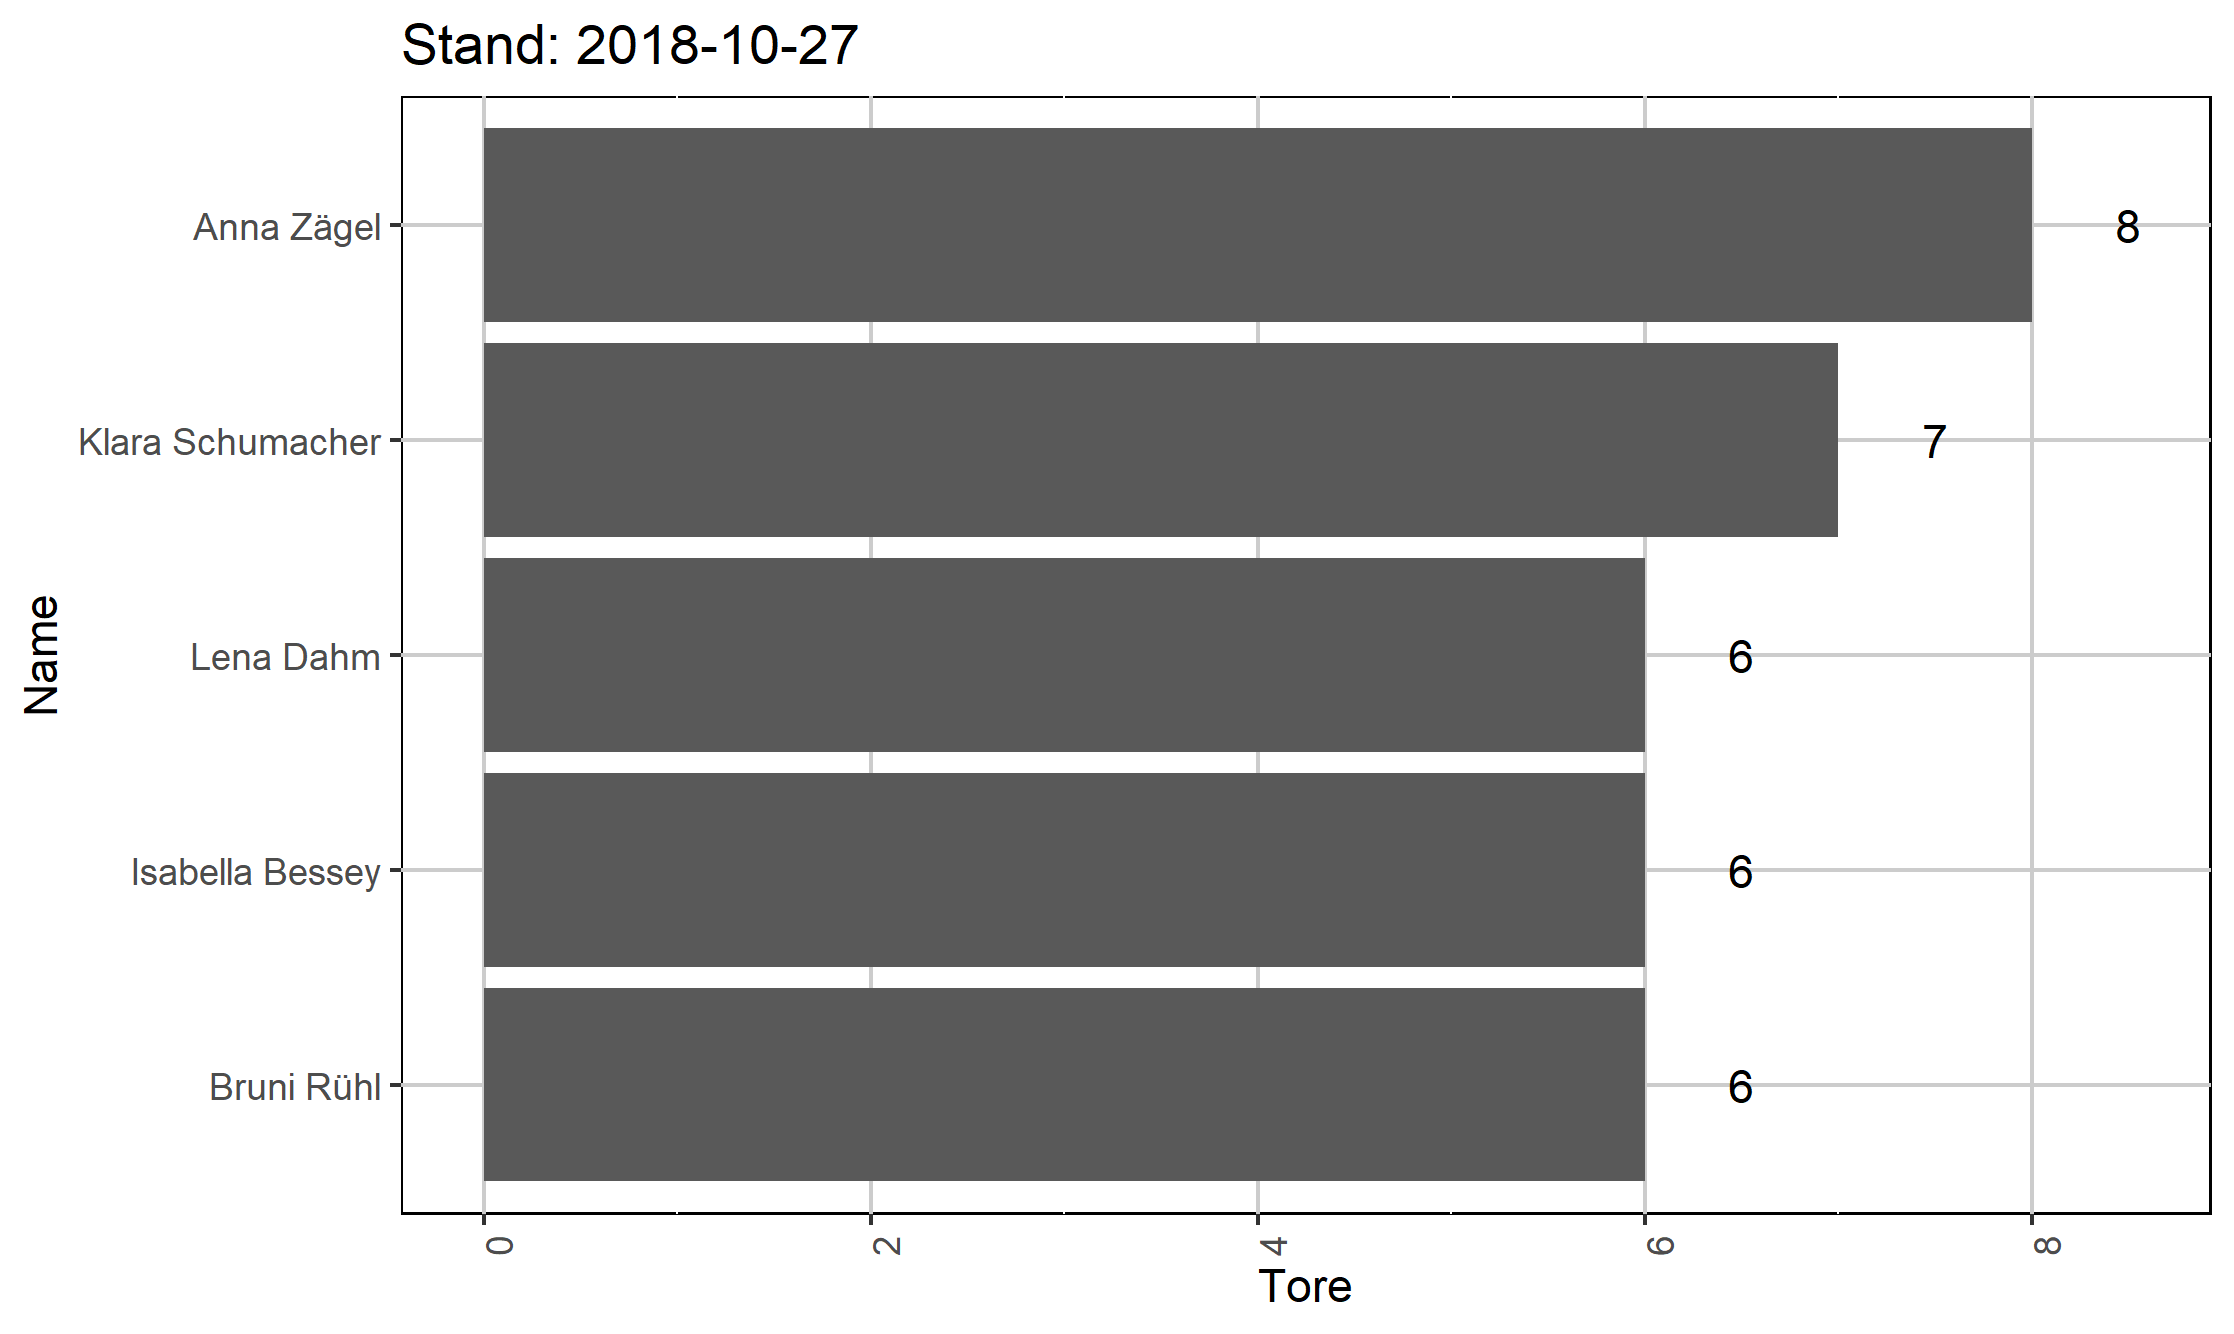 Stand: 2018-10-27
Name
Anna Zägel
8
Klara Schumacher
7
Lena Dahm
6
Isabella Bessey
6
Bruni Rühl
6
0
2
4
6
8
Tore